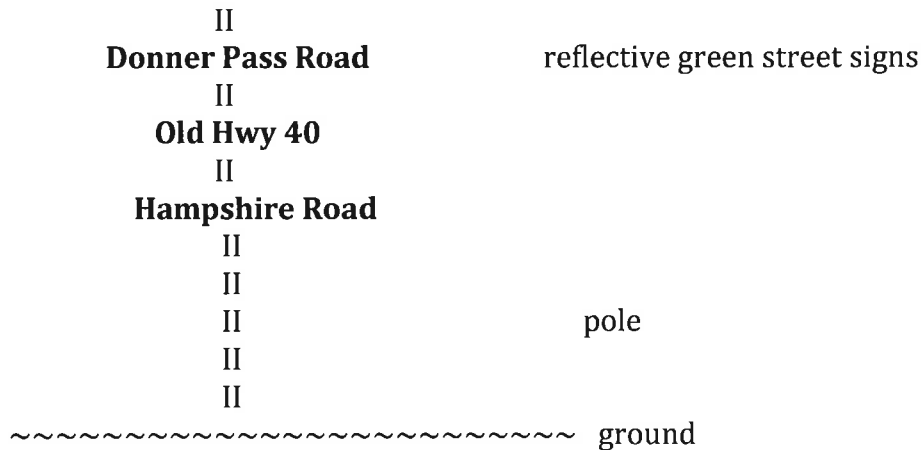 II
Donner Pass Road reflective green street signs
II
Old Hwy 40
II
Hampshire Road
II
II
II pole
II
II
~~~~~~~~~~~~~~~~~~~~~~~~~ ground